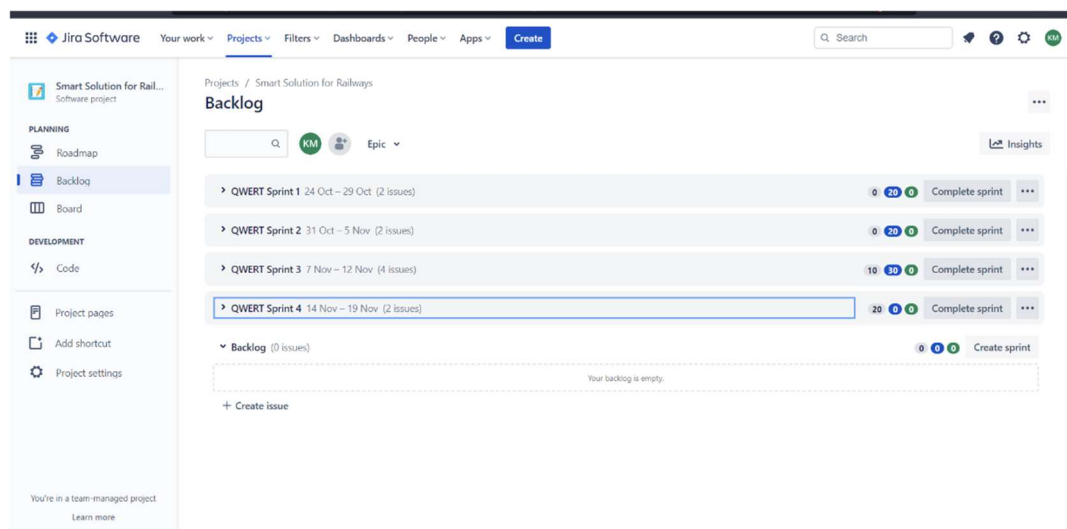 Jira Software Your work Projects Filters Dashboards People Apps Create Search KM
Smart Solution for Rail...
Software project
PLANNING
Roadmap
Backlog
Board
DEVELOPMENT
Code
Project pages
Add shortcut
Project settings
You're in a team-managed project
Learn more
Projects / Smart Solution for Railways
Backlog
KM Epic Insights
QWERT Sprint 1 24 Oct – 29 Oct (2 issues) 0 20 0 Complete sprint
QWERT Sprint 2 31 Oct – 5 Nov (2 issues) 0 20 0 Complete sprint
QWERT Sprint 3 7 Nov – 12 Nov (4 issues) 10 30 0 Complete sprint
QWERT Sprint 4 14 Nov – 19 Nov (2 issues) 20 0 0 Complete sprint
Backlog (0 issues) 0 0 0 Create sprint
Your backlog is empty.
+ Create issue